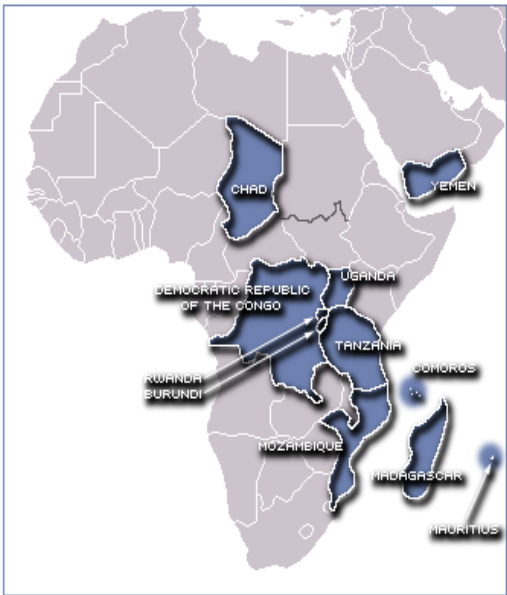 CHAD
YEMEN
UGANDA
DEMOCRATIC REPUBLIC
OF THE CONGO
TANZANIA
COMOROS
RWANDA
BURUNDI
MOZAMBIQUE
MADAGASCAR
MAURITIUS